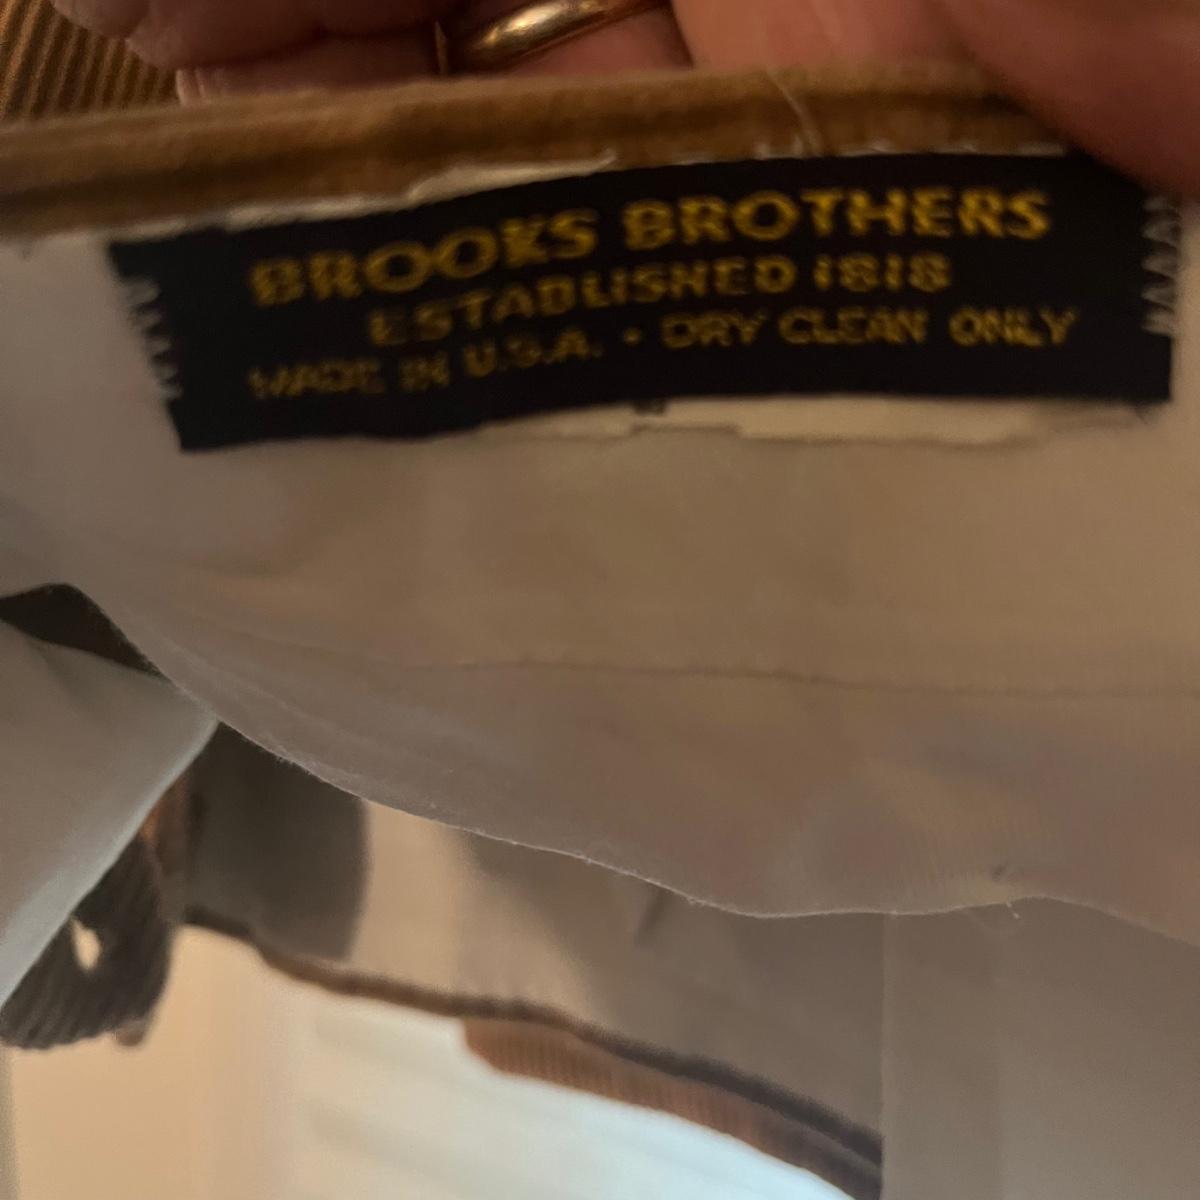 BROOKS BROTHERS
ESTABLISHED 1818
MADE IN U.S.A. • DRY CLEAN ONLY